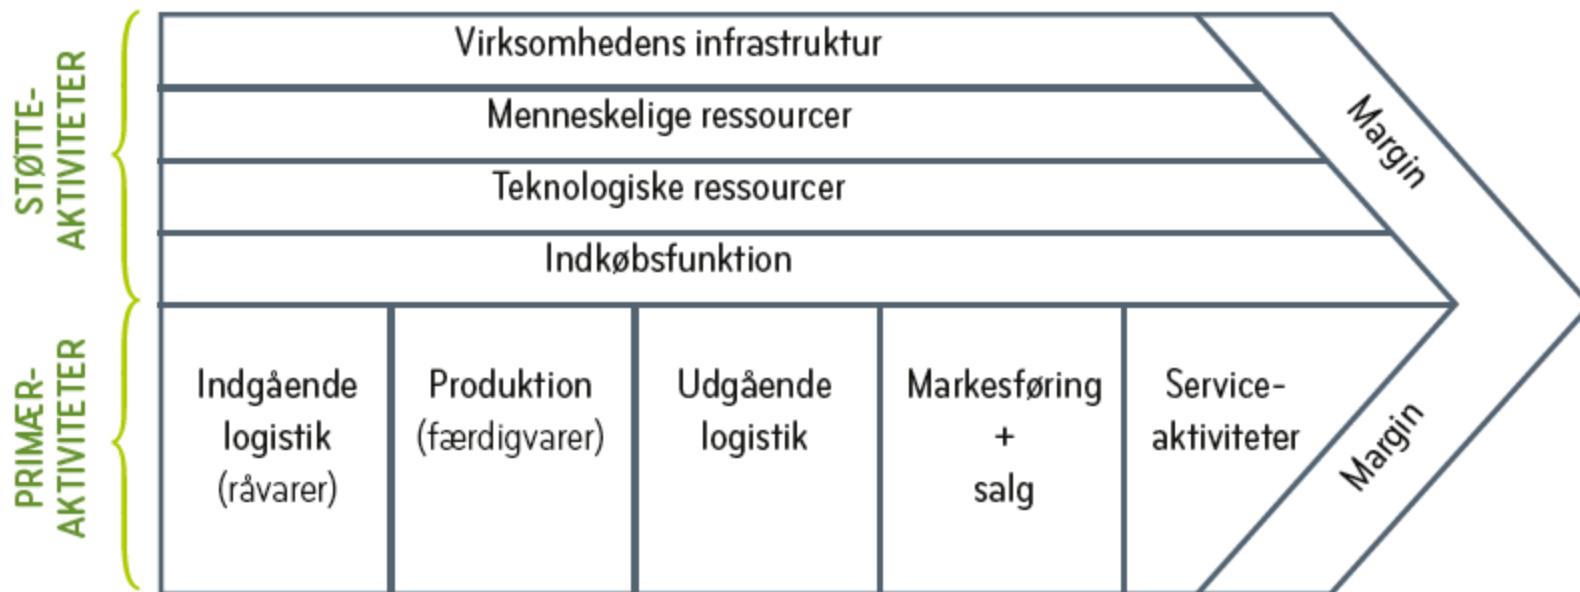 STØTTE-
AKTIVITETER
Virksomhedens infrastruktur
Menneskelige ressourcer
Teknologiske ressourcer
Indkøbsfunktion
Margin
PRIMÆR-
AKTIVITETER
Indgående
logistik
(råvarer)
Produktion
(færdigvarer)
Udgående
logistik
Markesføring
+
salg
Service-
aktiviteter
Margin